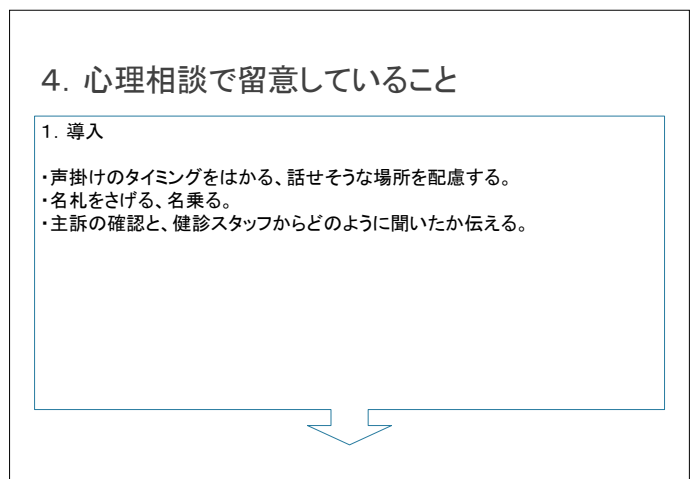 ４．心理相談で留意していること
１．導入
・声掛けのタイミングをはかる、話せそうな場所を配慮する。
・名札をさげる、名乗る。
・主訴の確認と、健診スタッフからどのように聞いたか伝える。